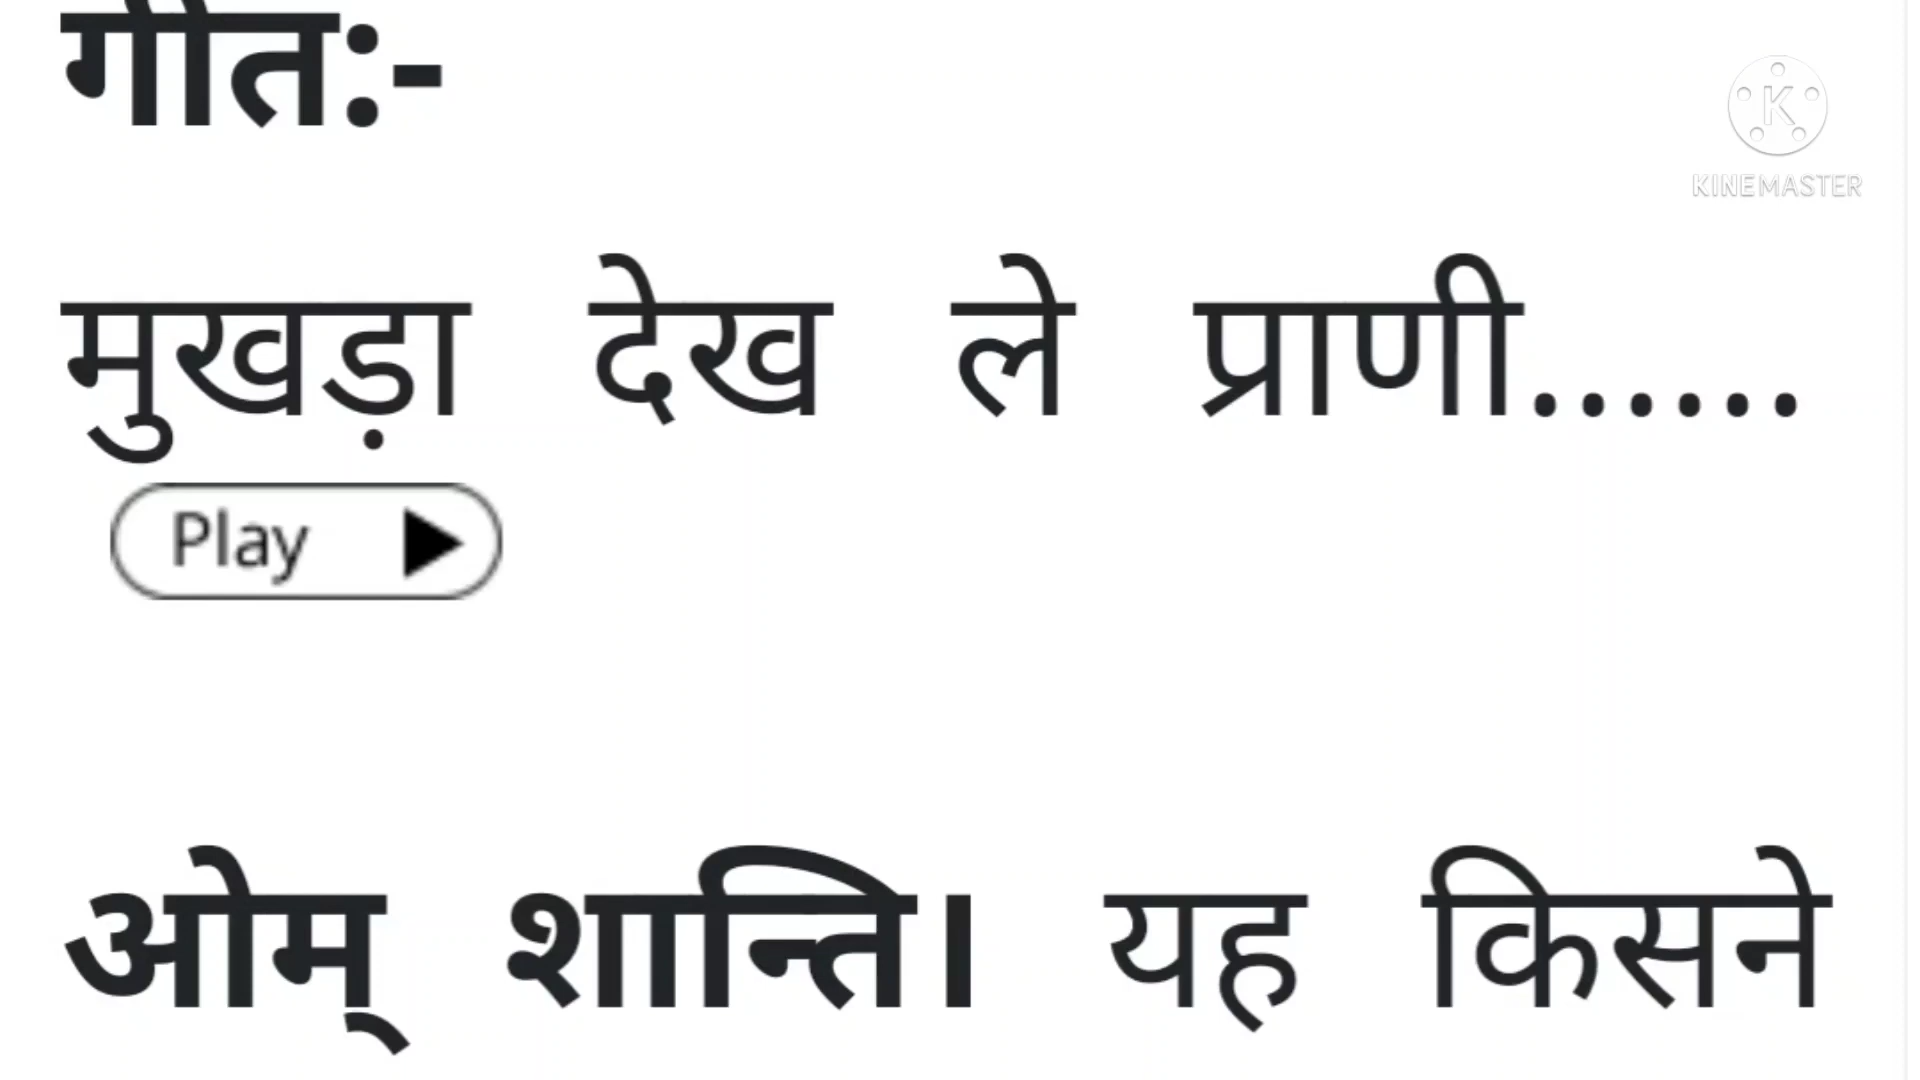 गीत:-
KINEMASTER
मुखड़ा देख ले प्राणी......
Play
ओम् शान्ति। यह किसने